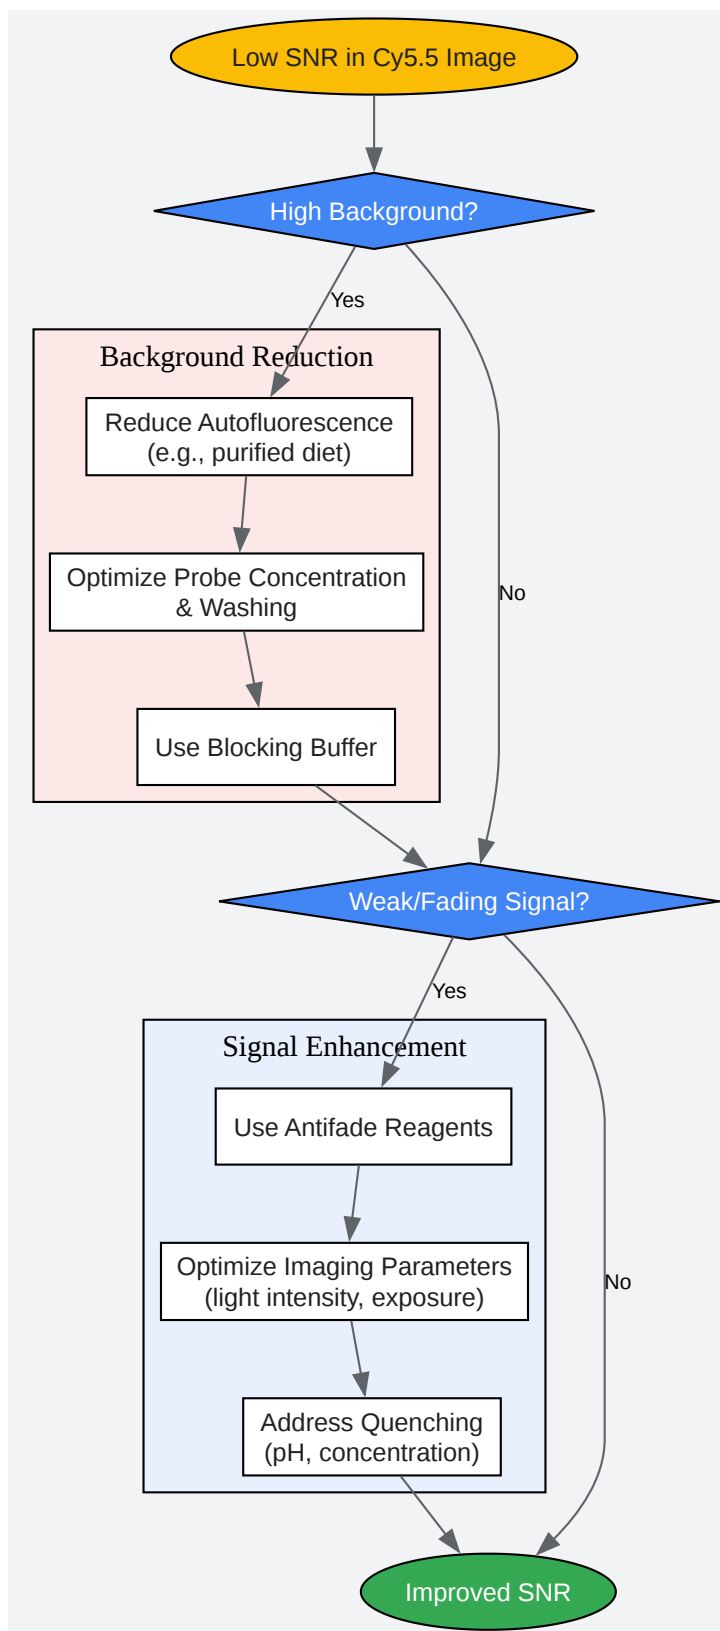 Low SNR in Cy5.5 Image
High Background?
Yes
Background Reduction
Reduce Autofluorescence
(e.g., purified diet)
Optimize Probe Concentration
& Washing
No
Use Blocking Buffer
Weak/Fading Signal?
Yes
Signal Enhancement
Use Antifade Reagents
Optimize Imaging Parameters
(light intensity, exposure)
No
Address Quenching
(pH, concentration)
Improved SNR